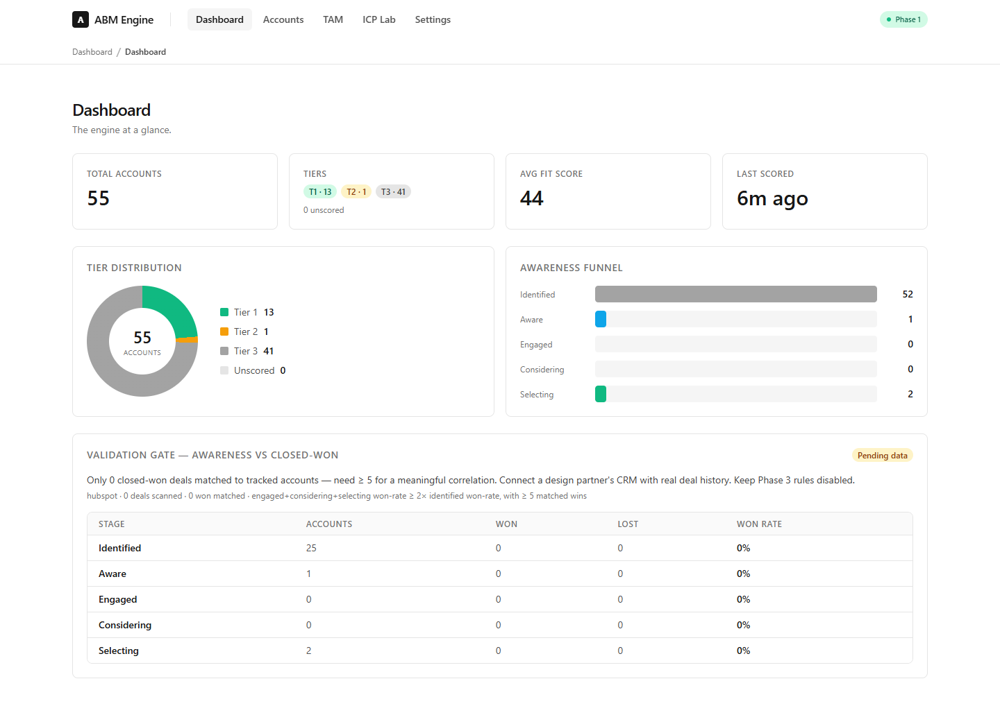 A ABM Engine Dashboard Accounts TAM ICP Lab Settings Phase 1
Dashboard / Dashboard
Dashboard
The engine at a glance.
TOTAL ACCOUNTS
55
TIERS
T1 · 13 T2 · 1 T3 · 41
0 unscored
AVG FIT SCORE
44
LAST SCORED
6m ago
TIER DISTRIBUTION
55
ACCOUNTS
Tier 1 13
Tier 2 1
Tier 3 41
Unscored 0
AWARENESS FUNNEL
Identified 52
Aware 1
Engaged 0
Considering 0
Selecting 2
VALIDATION GATE — AWARENESS VS CLOSED-WON Pending data
Only 0 closed-won deals matched to tracked accounts — need ≥ 5 for a meaningful correlation. Connect a design partner's CRM with real deal history. Keep Phase 3 rules disabled.
hubspot · 0 deals scanned · 0 won matched · engaged+considering+selecting won-rate ≥ 2× identified won-rate, with ≥ 5 matched wins
STAGE ACCOUNTS WON LOST WON RATE
Identified 25 0 0 0%
Aware 1 0 0 0%
Engaged 0 0 0 0%
Considering 0 0 0 0%
Selecting 2 0 0 0%